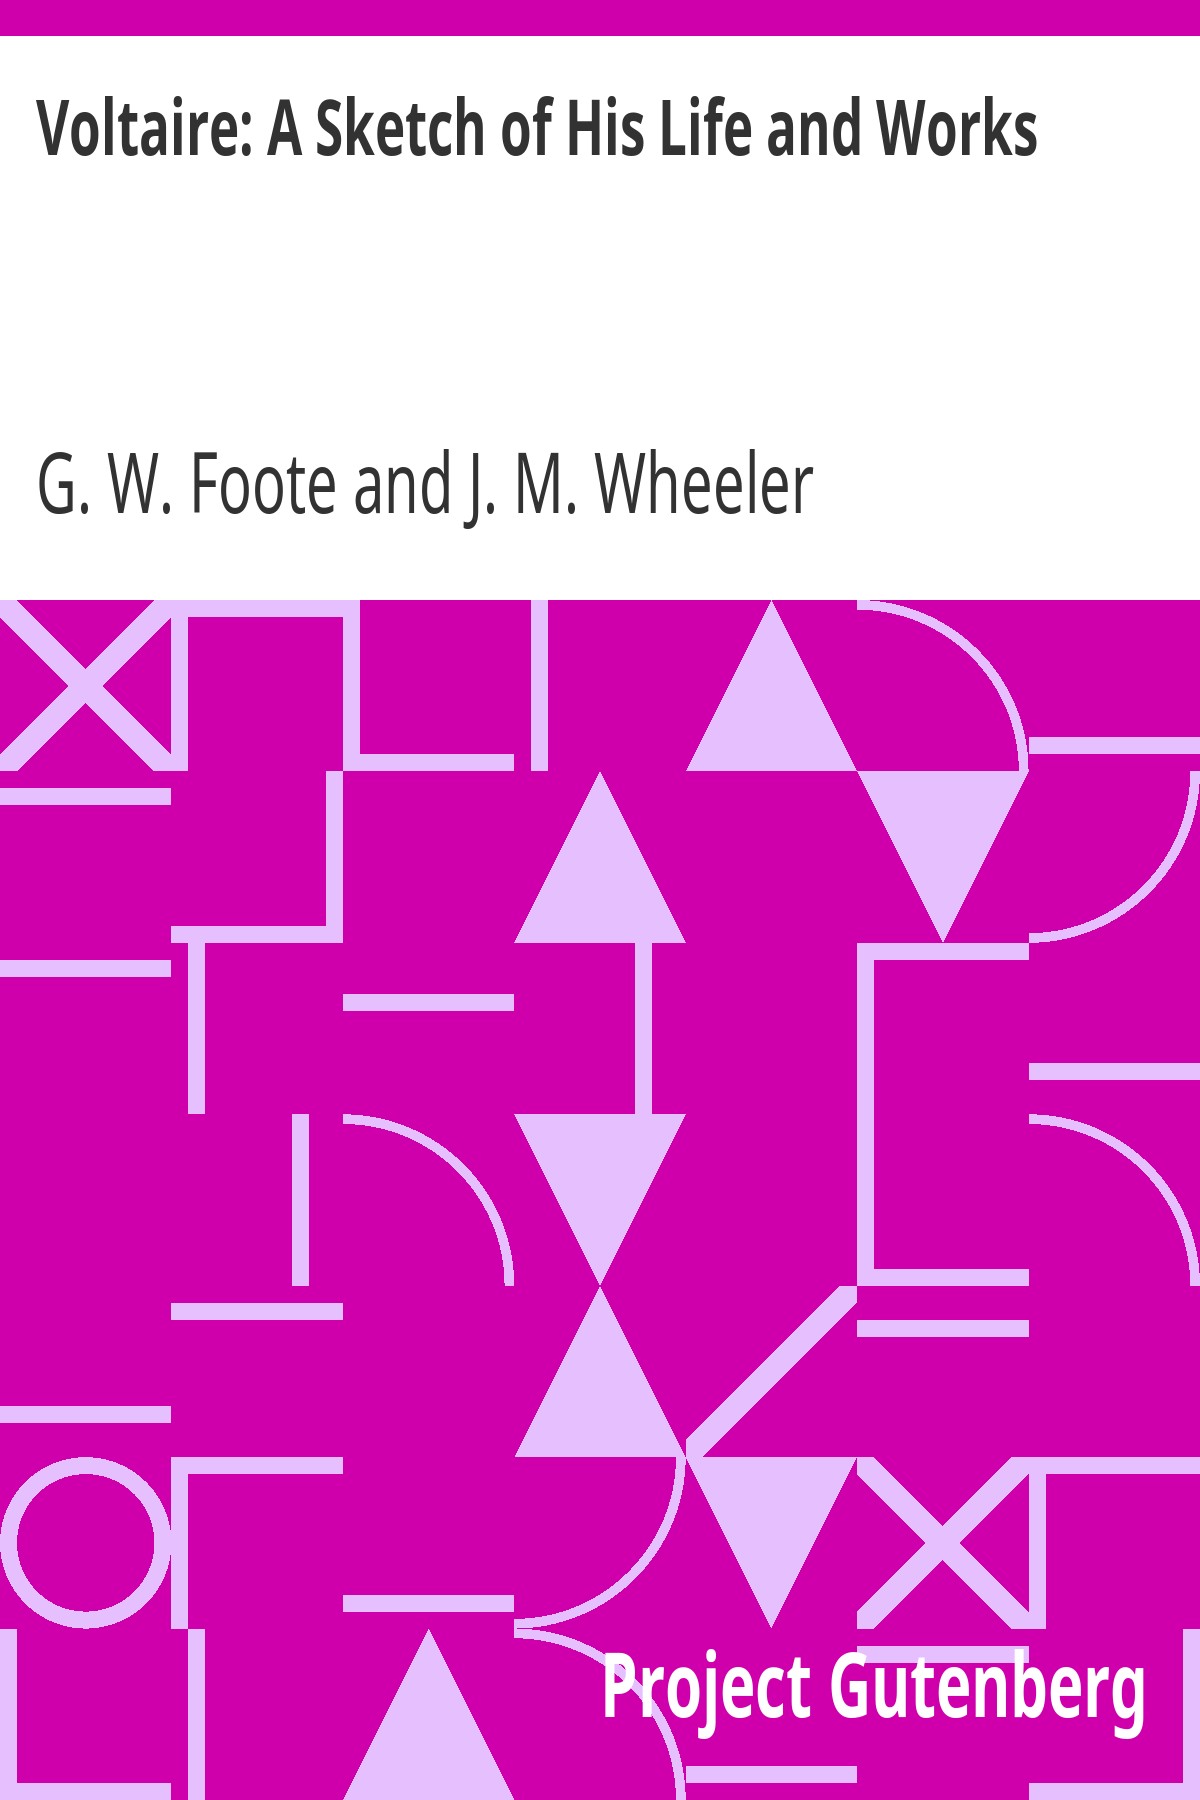 Voltaire: A Sketch of His Life and Works
G. W. Foote and J. M. Wheeler
Project Gutenberg